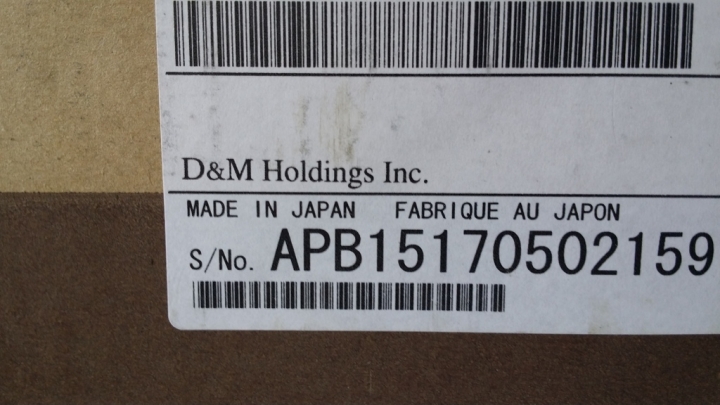 D&M Holdings Inc.
MADE IN JAPAN FABRIQUE AU JAPON
S/No. APB15170502159